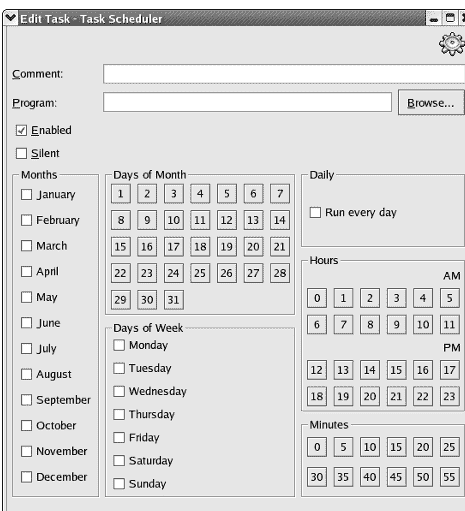 Edit Task - Task Scheduler
Comment:
Program:
Browse...
Enabled
Silent
Months
January
February
March
April
May
June
July
August
September
October
November
December
Days of Month
1 2 3 4 5 6 7
8 9 10 11 12 13 14
15 16 17 18 19 20 21
22 23 24 25 26 27 28
29 30 31
Days of Week
Monday
Tuesday
Wednesday
Thursday
Friday
Saturday
Sunday
Daily
Run every day
Hours
AM
0 1 2 3 4 5
6 7 8 9 10 11
PM
12 13 14 15 16 17
18 19 20 21 22 23
Minutes
0 5 10 15 20 25
30 35 40 45 50 55